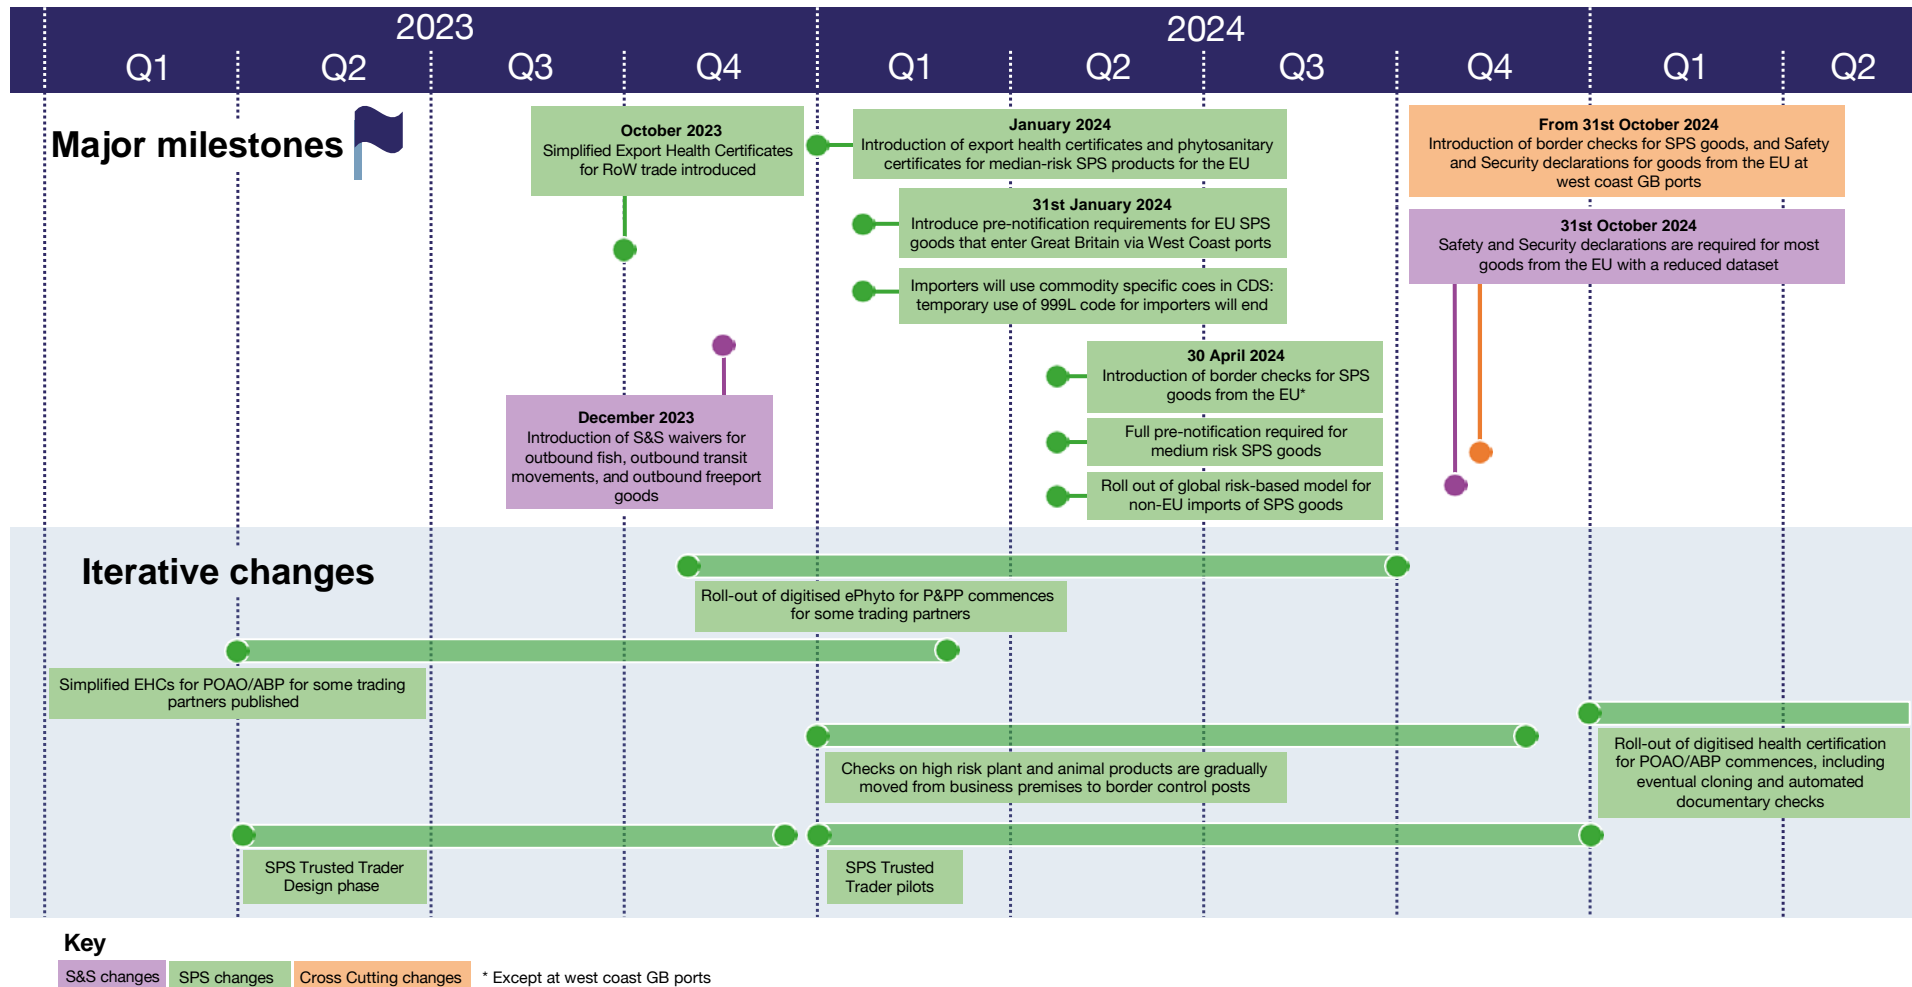 2023
2024
Q1
Q2
Q3
Q4
Q1
Q2
Q3
Q4
Q1
Q2
Major milestones
October 2023
Simplified Export Health Certificates
for RoW trade introduced
December 2023
Introduction of S&S waivers for
outbound fish, outbound transit
movements, and outbound freeport
goods
January 2024
Introduction of export health certificates and phytosanitary
certificates for median-risk SPS products for the EU
31st January 2024
Introduce pre-notification requirements for EU SPS
goods that enter Great Britain via West Coast ports
Importers will use commodity specific coes in CDS:
temporary use of 999L code for importers will end
30 April 2024
Introduction of border checks for SPS
goods from the EU*
Full pre-notification required for
medium risk SPS goods
Roll out of global risk-based model for
non-EU imports of SPS goods
From 31st October 2024
Introduction of border checks for SPS goods, and Safety
and Security declarations for goods from the EU at
west coast GB ports
31st October 2024
Safety and Security declarations are required for most
goods from the EU with a reduced dataset
Iterative changes
Roll-out of digitised ePhyto for P&PP commences
for some trading partners
Simplified EHCs for POAO/ABP for some trading
partners published
Checks on high risk plant and animal products are gradually
moved from business premises to border control posts
Roll-out of digitised health certification
for POAO/ABP commences, including
eventual cloning and automated
documentary checks
SPS Trusted Trader
Design phase
SPS Trusted
Trader pilots
Key
S&S changes
SPS changes
Cross Cutting changes
* Except at west coast GB ports